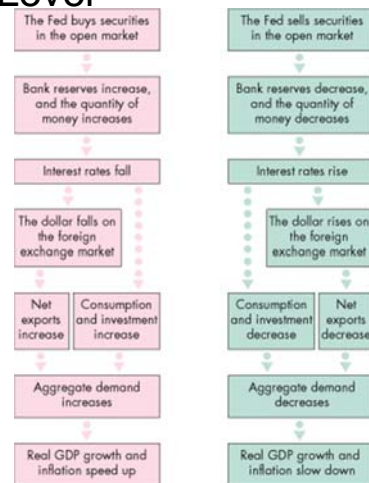 The Fed buys securities
in the open market
Bank reserves increase,
and the quantity of
money increases
Interest rates fall
The dollar falls on
the foreign
exchange market
Net
exports
increase
Consumption
and investment
increase
Aggregate demand
increases
Real GDP growth and
inflation speed up
The Fed sells securities
in the open market
Bank reserves decrease,
and the quantity of
money decreases
Interest rates rise
The dollar rises on
the foreign
exchange market
Consumption
and investment
decrease
Net
exports
decrease
Aggregate demand
decreases
Real GDP growth and
inflation slow down